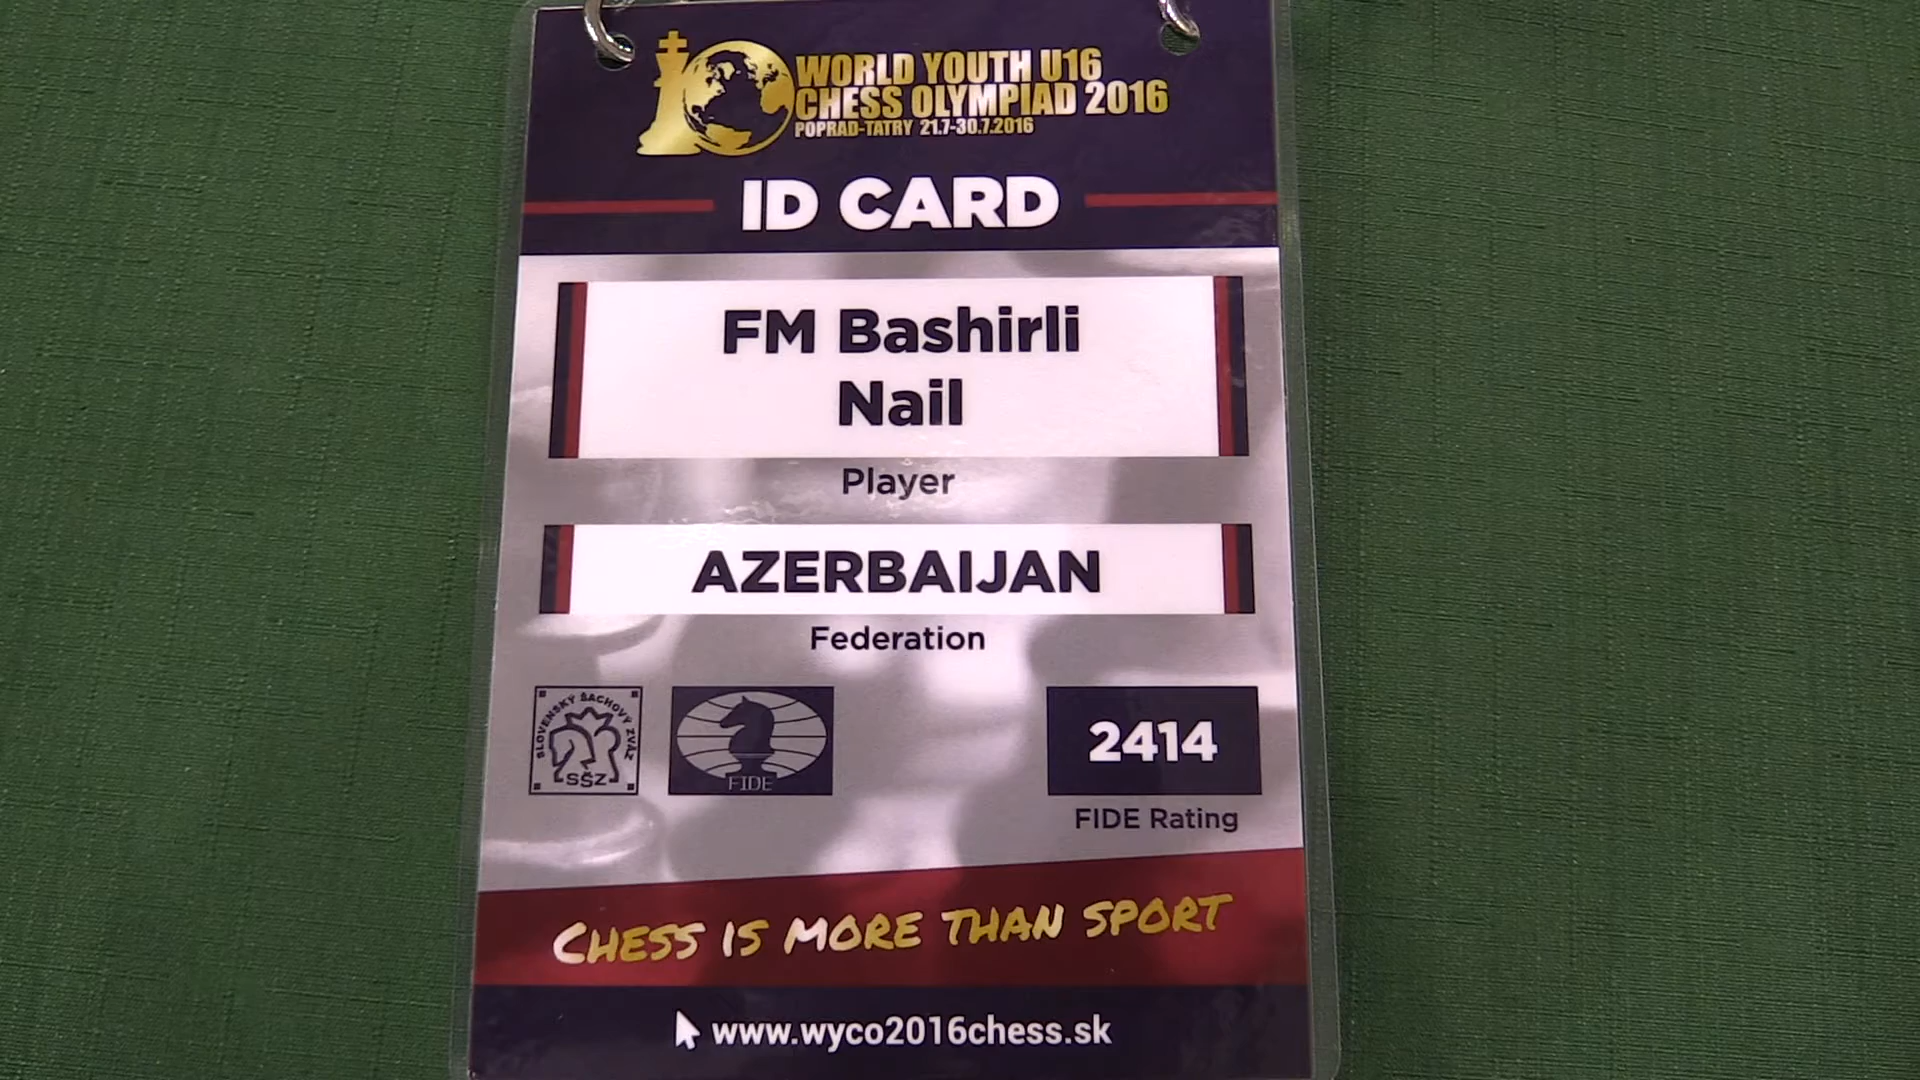 WORLD YOUTH U16
CHESS OLYMPIAD 2016
POPRAD-TATRY 21.7-30.7.2016
ID CARD
FM Bashirli
Nail
Player
AZERBAIJAN
Federation
SLOVENSKÝ ŠACHOVÝ ZVÄZ
SŠZ
FIDE
2414
FIDE Rating
CHESS IS MORE THAN SPORT
www.wyco2016chess.sk